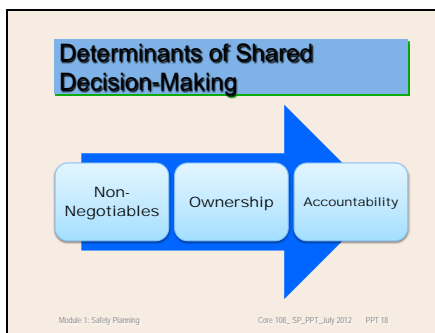 Determinants of Shared
Decision-Making
Non-
Negotiables
Ownership
Accountability
Module 1: Safety Planning
Core 108_ SP_PPT_July 2012
PPT 18